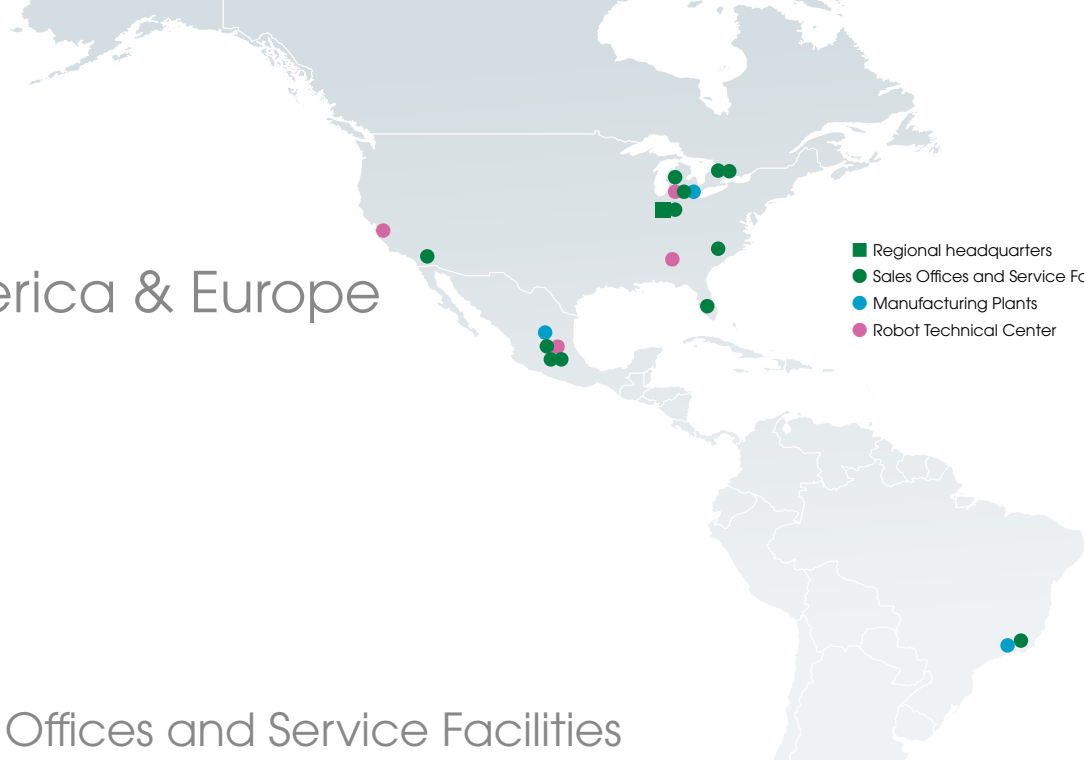 erica & Europe
Regional headquarters
Sales Offices and Service Fa
Manufacturing Plants
Robot Technical Center
Offices and Service Facilities